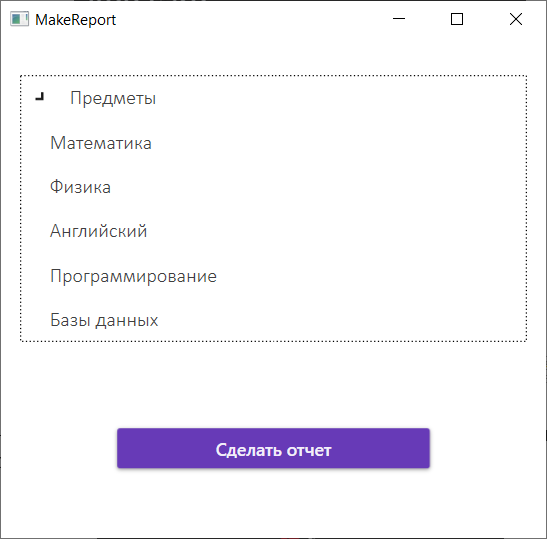 MakeReport
Предметы
Математика
Физика
Английский
Программирование
Базы данных
Сделать отчет